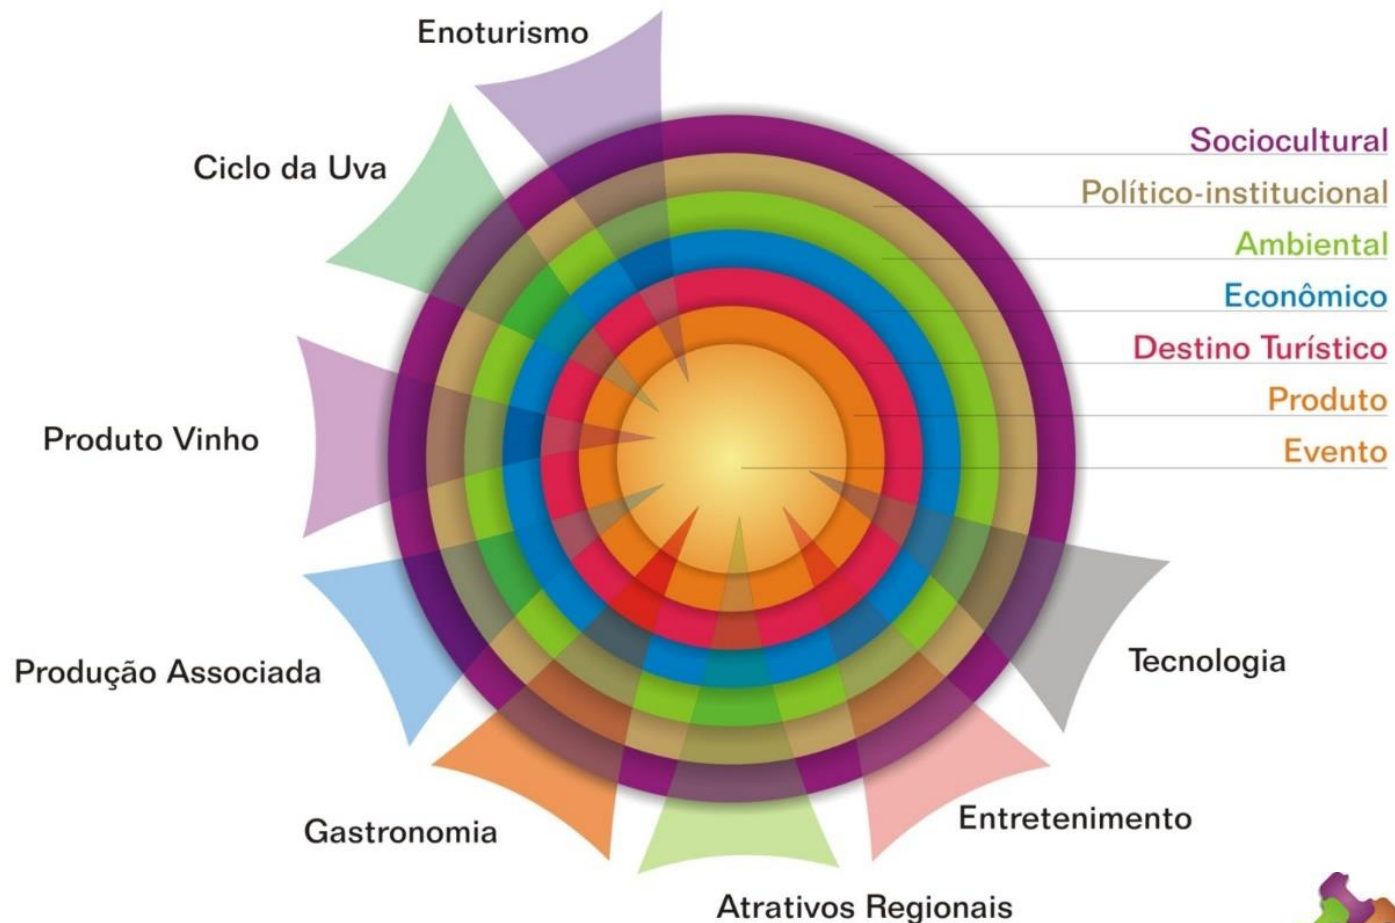 Enoturismo
Ciclo da Uva
Produto Vinho
Produção Associada
Gastronomia
Atrativos Regionais
Entretenimento
Tecnologia
Sociocultural
Político-institucional
Ambiental
Econômico
Destino Turístico
Produto
Evento